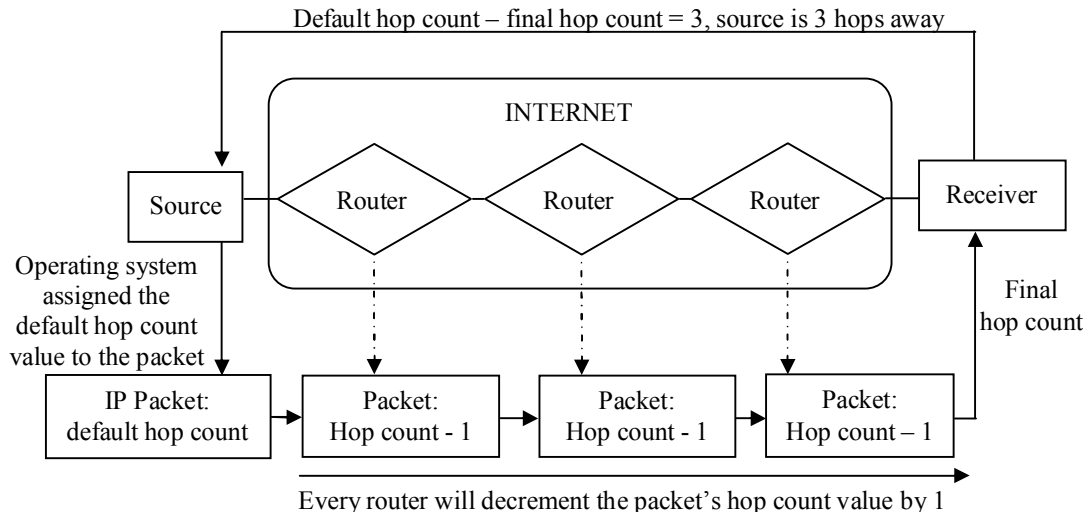 Default hop count – final hop count = 3, source is 3 hops away
INTERNET
Source
Router
Router
Router
Receiver
Operating system
assigned the
default hop count
value to the packet
Final
hop count
IP Packet:
default hop count
Packet:
Hop count - 1
Packet:
Hop count - 1
Packet:
Hop count – 1
Every router will decrement the packet’s hop count value by 1